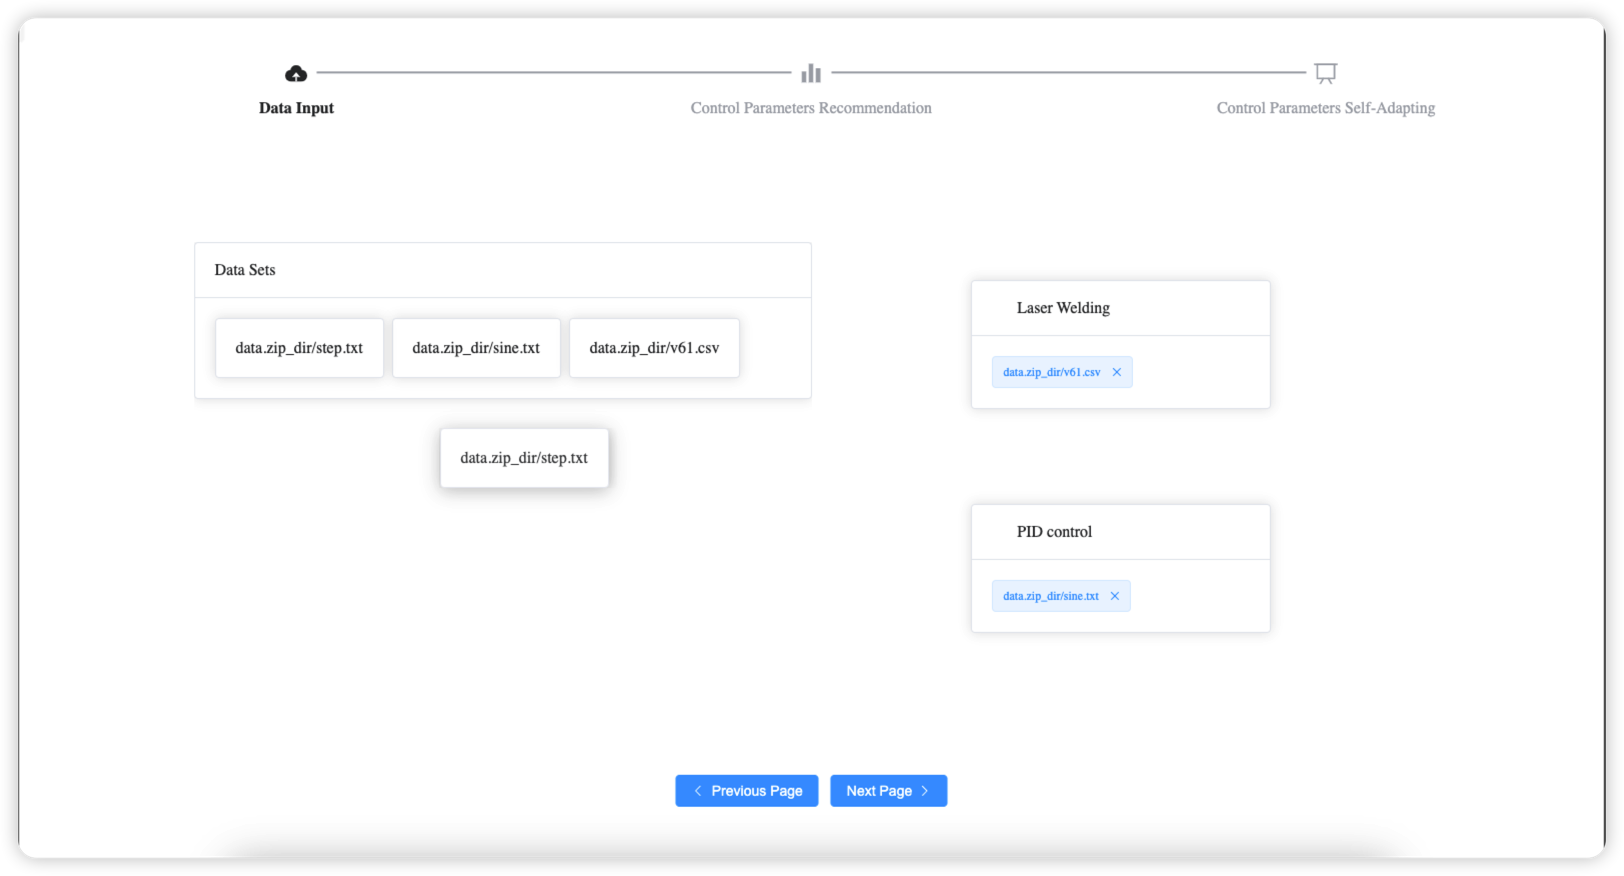 Data Input
Control Parameters Recommendation
Control Parameters Self-Adapting
Data Sets
data.zip_dir/step.txt
data.zip_dir/sine.txt
data.zip_dir/v61.csv
data.zip_dir/step.txt
Laser Welding
data.zip_dir/v61.csv
PID control
data.zip_dir/sine.txt
Previous Page
Next Page